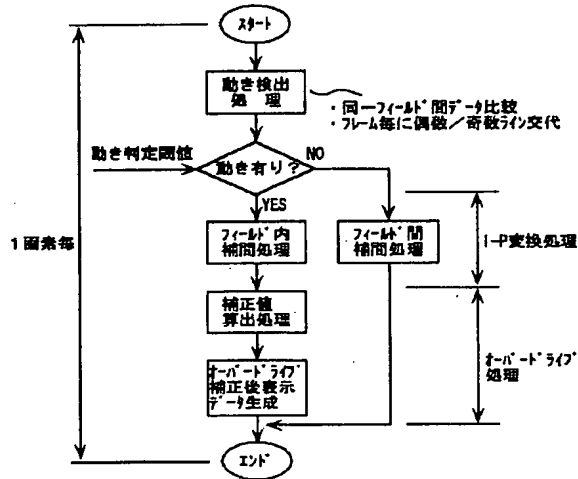 スタート
動き検出
処 理
・同一フィールド間データ比較
・フレーム毎に偶数／奇数ライン交代
動き判定閾値
動き有り？
NO
YES
1画素毎
フィールド内
補間処理
フィールド間
補間処理
I-P変換処理
補正値
算出処理
オーバードライブ
補正後表示
データ生成
オーバードライブ
処理
エンド